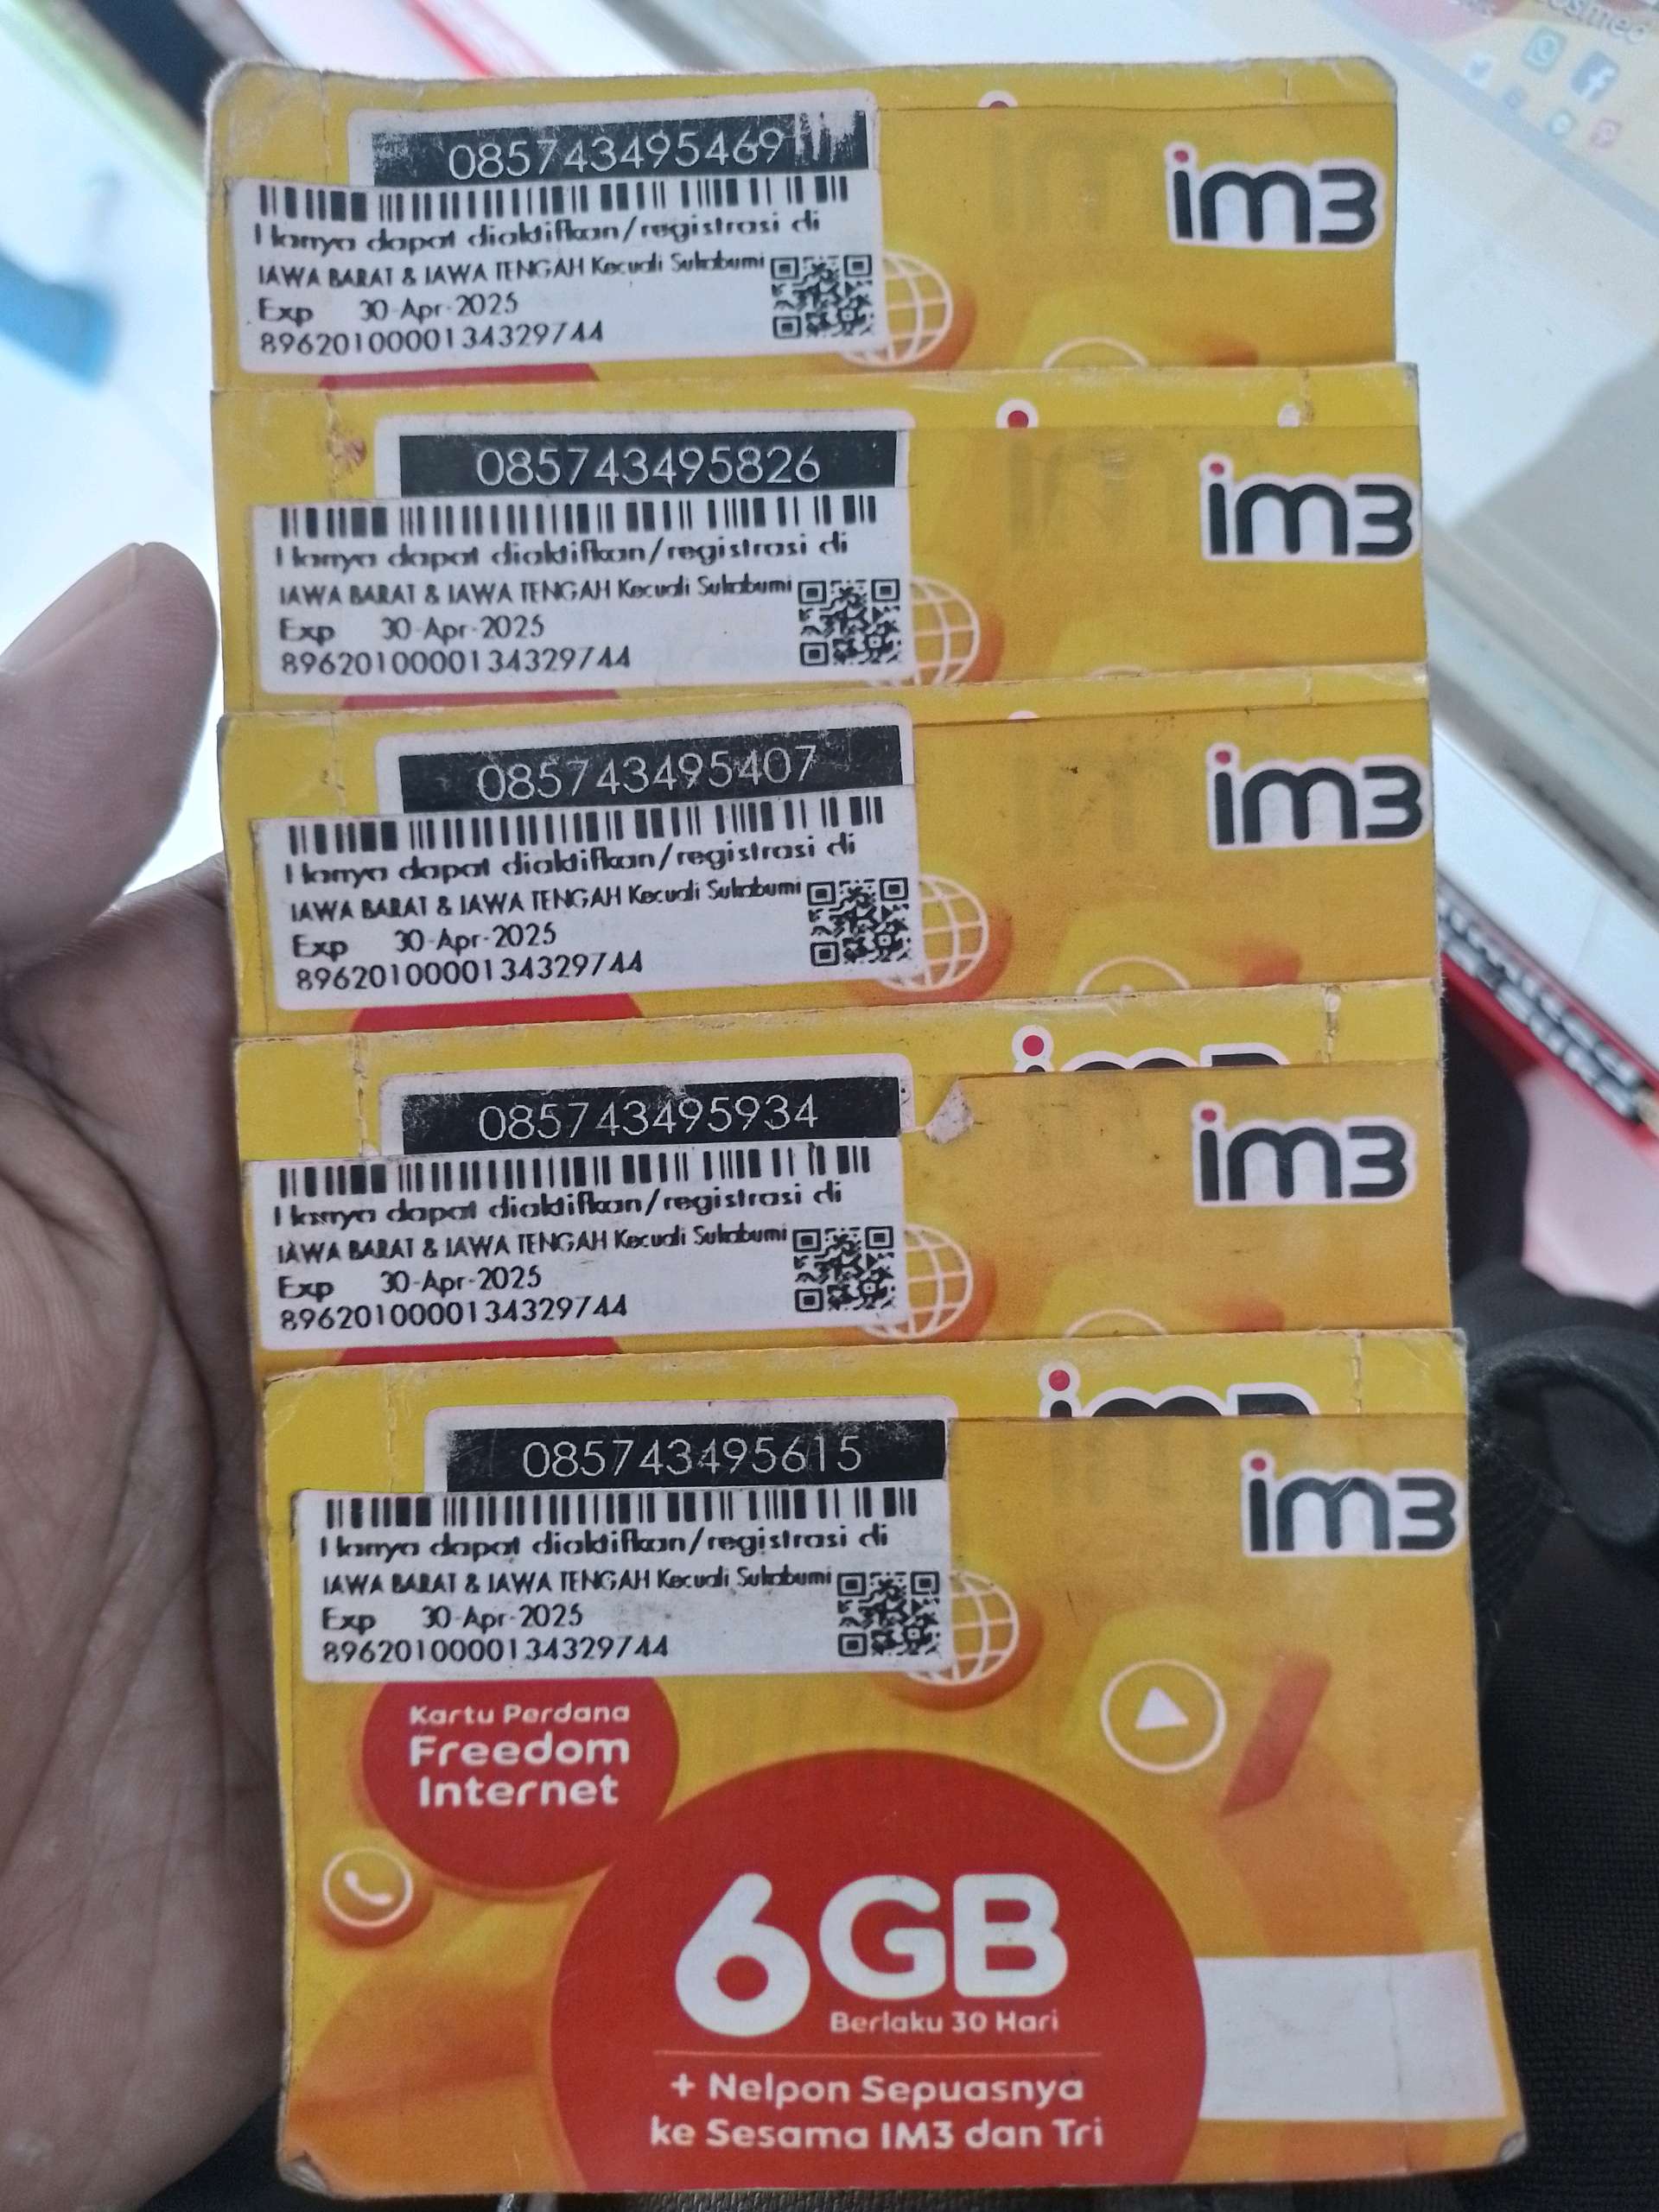 085743495469
im3
Hanya dapat diaktifkan/registrasi di
JAWA BARAT & JAWA TENGAH Kecuali Sukabumi
Exp 30-Apr-2025
8962010000134329744
085743495826
im3
Hanya dapat diaktifkan/registrasi di
JAWA BARAT & JAWA TENGAH Kecuali Sukabumi
Exp 30-Apr-2025
8962010000134329744
085743495407
im3
Hanya dapat diaktifkan/registrasi di
JAWA BARAT & JAWA TENGAH Kecuali Sukabumi
Exp 30-Apr-2025
8962010000134329744
085743495934
im3
Hanya dapat diaktifkan/registrasi di
JAWA BARAT & JAWA TENGAH Kecuali Sukabumi
Exp 30-Apr-2025
8962010000134329744
085743495615
im3
Hanya dapat diaktifkan/registrasi di
JAWA BARAT & JAWA TENGAH Kecuali Sukabumi
Exp 30-Apr-2025
8962010000134329744
Kartu Perdana
Freedom
Internet
6GB
Berlaku 30 Hari
+ Nelpon Sepuasnya
ke Sesama IM3 dan Tri